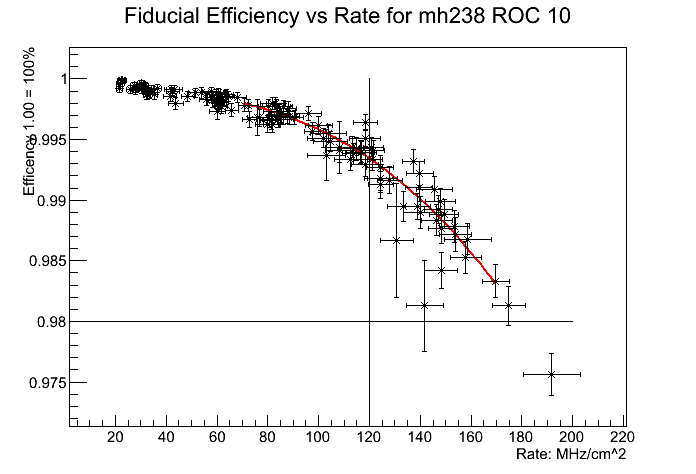 Fiducial Efficiency vs Rate for mh238 ROC 10
Efficency 1.00 = 100%
1
0.995
0.99
0.985
0.98
0.975
20 40 60 80 100 120 140 160 180 200 220
Rate: MHz/cm^2